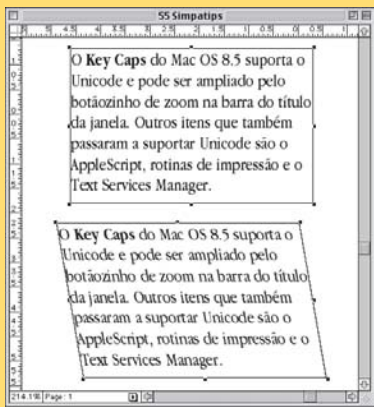 55 Simpatips
O Key Caps do Mac OS 8.5 suporta o
Unicode e pode ser ampliado pelo
botãozinho de zoom na barra do título
da janela. Outros itens que também
passaram a suportar Unicode são o
AppleScript, rotinas de impressão e o
Text Services Manager.
O Key Caps do Mac OS 8.5 suporta o
Unicode e pode ser ampliado pelo
botãozinho de zoom na barra do título
da janela. Outros itens que também
passaram a suportar Unicode são o
AppleScript, rotinas de impressão e o
Text Services Manager.
214.1% Page: 1